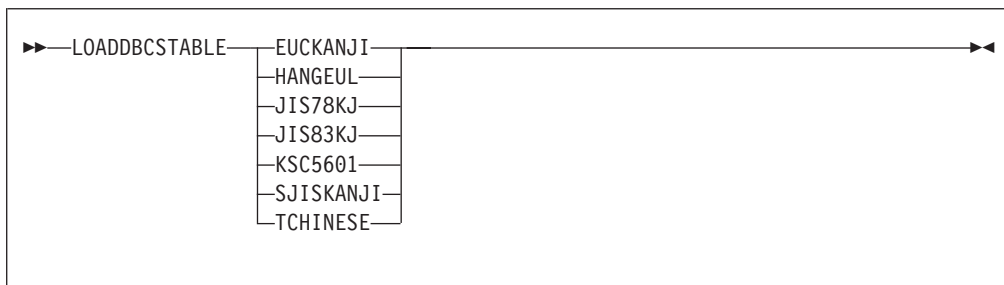 LOADDBCSTABLE EUCKANJI
HANGEUL
JIS78KJ
JIS83KJ
KSC5601
SJISKANJI
TCHINESE